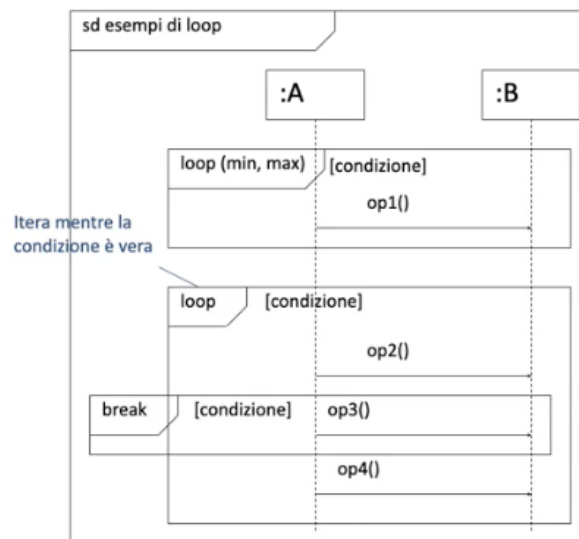 sd esempi di loop
:A
:B
loop (min, max)
[condizione]
op1()
Itera mentre la
condizione è vera
loop
[condizione]
op2()
break
[condizione]
op3()
op4()